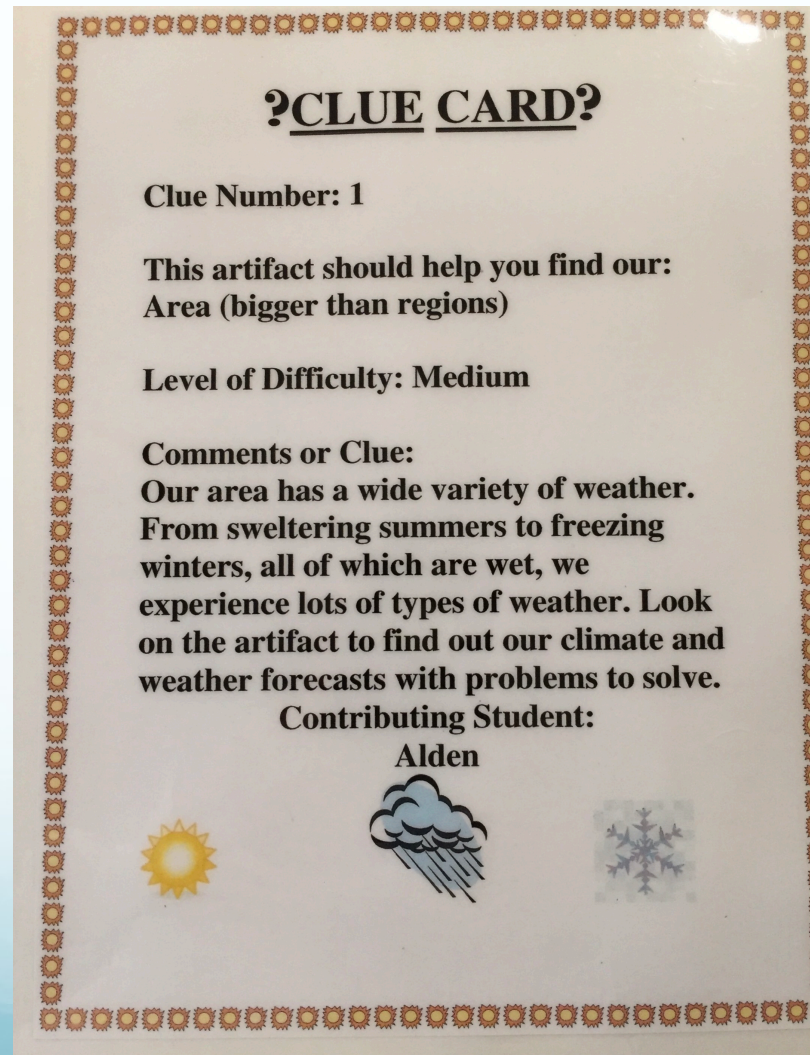 ?CLUE CARD?
Clue Number: 1
This artifact should help you find our:
Area (bigger than regions)
Level of Difficulty: Medium
Comments or Clue:
Our area has a wide variety of weather.
From sweltering summers to freezing
winters, all of which are wet, we
experience lots of types of weather. Look
on the artifact to find out our climate and
weather forecasts with problems to solve.
Contributing Student:
Alden